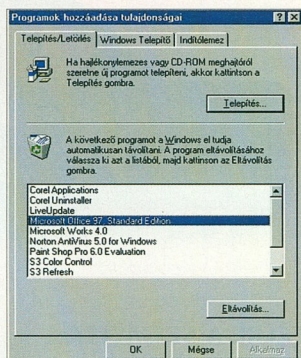 Programok hozzáadása tulajdonságai
Telepítés/Letörlés
Windows Telepítő
Indítólemez
Ha hajlékonylemezes vagy CD-ROM meghajtóról
szeretne új programot telepíteni, akkor kattintson a
Telepítés gombra.
Telepítés...
A következő programot a Windows el tudja
automatikusan távolítani. A program eltávolításához
válassza ki azt a listából, majd kattinson az Eltávolítás
gombra.
Corel Applications
Corel Uninstaller
LiveUpdate
Microsoft Office 97, Standard Edition
Microsoft Works 4.0
Norton AntiVirus 5.0 for Windows
Paint Shop Pro 6.0 Evaluation
S3 Color Control
S3 Refresh
Eltávolítás...
OK
Mégse
Alkalmaz